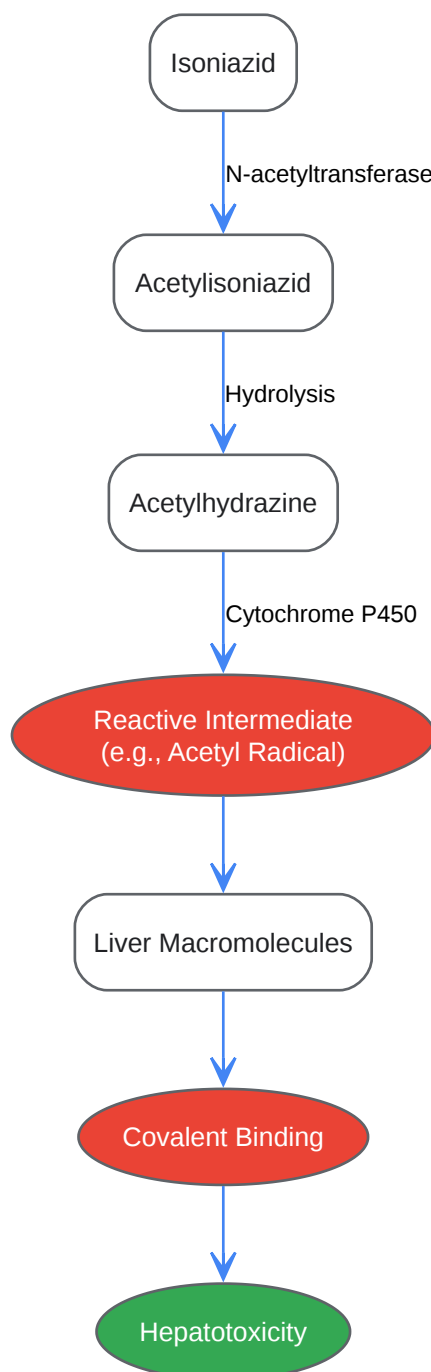 Isoniazid
N-acetyltransferase
Acetylisoniazid
Hydrolysis
Acetylhydrazine
Cytochrome P450
Reactive Intermediate
(e.g., Acetyl Radical)
Liver Macromolecules
Covalent Binding
Hepatotoxicity